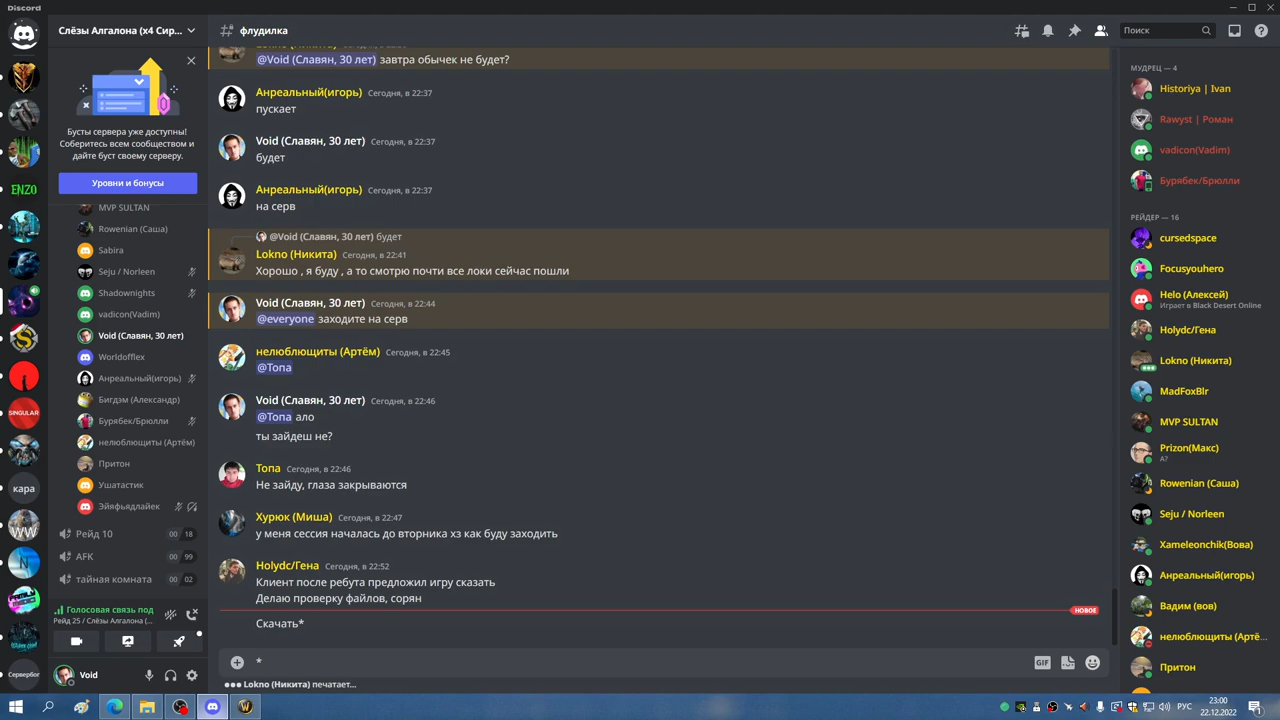 Discord
Слёзы Алгалона (x4 Сир...
флудилка
Поиск
Бусты сервера уже доступны!
Соберитесь всем сообществом и
дайте буст своему серверу.
Уровни и бонусы
MVP SULTAN
Rowenian (Саша)
Sabira
Seju / Norleen
Shadownights
vadicon(Vadim)
Void (Славян, 30 лет)
Worldofflex
Анреальный(игорь)
Бигдэм (Александр)
Бурябек/Брюлли
нелюблющиты (Артём)
Притон
Ушатастик
Эйяфьядлайек
Рейд 10 00 18
AFK 00 99
тайная комната 00 02
Голосовая связь под
Рейд 25 / Слёзы Алгалона (...
Void
ENZO
SINGULAR
кара
WW
Серверbor
@Void (Славян, 30 лет) завтра обычек не будет?
Анреальный(игорь) Сегодня, в 22:37
пускает
Void (Славян, 30 лет) Сегодня, в 22:37
будет
Анреальный(игорь) Сегодня, в 22:37
на серв
@Void (Славян, 30 лет) будет
Lokno (Никита) Сегодня, в 22:41
Хорошо , я буду , а то смотрю почти все локи сейчас пошли
Void (Славян, 30 лет) Сегодня, в 22:44
@everyone заходите на серв
нелюблющиты (Артём) Сегодня, в 22:45
@Топа
Void (Славян, 30 лет) Сегодня, в 22:46
@Топа ало
ты зайдеш не?
Топа Сегодня, в 22:46
Не зайду, глаза закрываются
Хурюк (Миша) Сегодня, в 22:47
у меня сессия началась до вторника хз как буду заходить
Holydc/Гена Сегодня, в 22:52
Клиент после ребута предложил игру сказать
Делаю проверку файлов, сорян
НОВОЕ
Скачать*
*
GIF
Lokno (Никита) печатает...
МУДРЕЦ — 4
Historiya | Ivan
Rawyst | Роман
vadicon(Vadim)
Бурябек/Брюлли
РЕЙДЕР — 16
cursedspace
Focusyouhero
Helo (Алексей)
Играет в Black Desert Online
Holydc/Гена
Lokno (Никита)
MadFoxBlr
MVP SULTAN
Prizon(Макс)
A?
Rowenian (Саша)
Seju / Norleen
Xameleonchik(Вова)
Анреальный(игорь)
Вадим (вов)
нелюблющиты (Артё...
Притон
РУС
23:00
22.12.2022
1